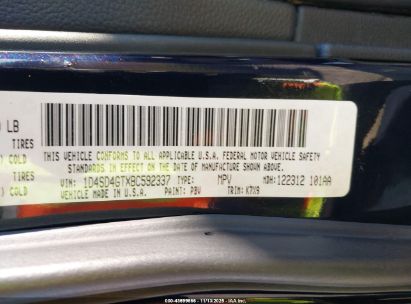 LB
TIRES
COLD
TIRES
COLD
THIS VEHICLE CONFORMS TO ALL APPLICABLE U.S.A. FEDERAL MOTOR VEHICLE SAFETY
STANDARDS IN EFFECT ON THE DATE OF MANUFACTURE SHOWN ABOVE.
VIN: 1D4SD4GTXBC592337 TYPE: MPV MDH: 122312 101AA
VEHICLE MADE IN U.S.A. PAINT: PBV TRIM: K7X9